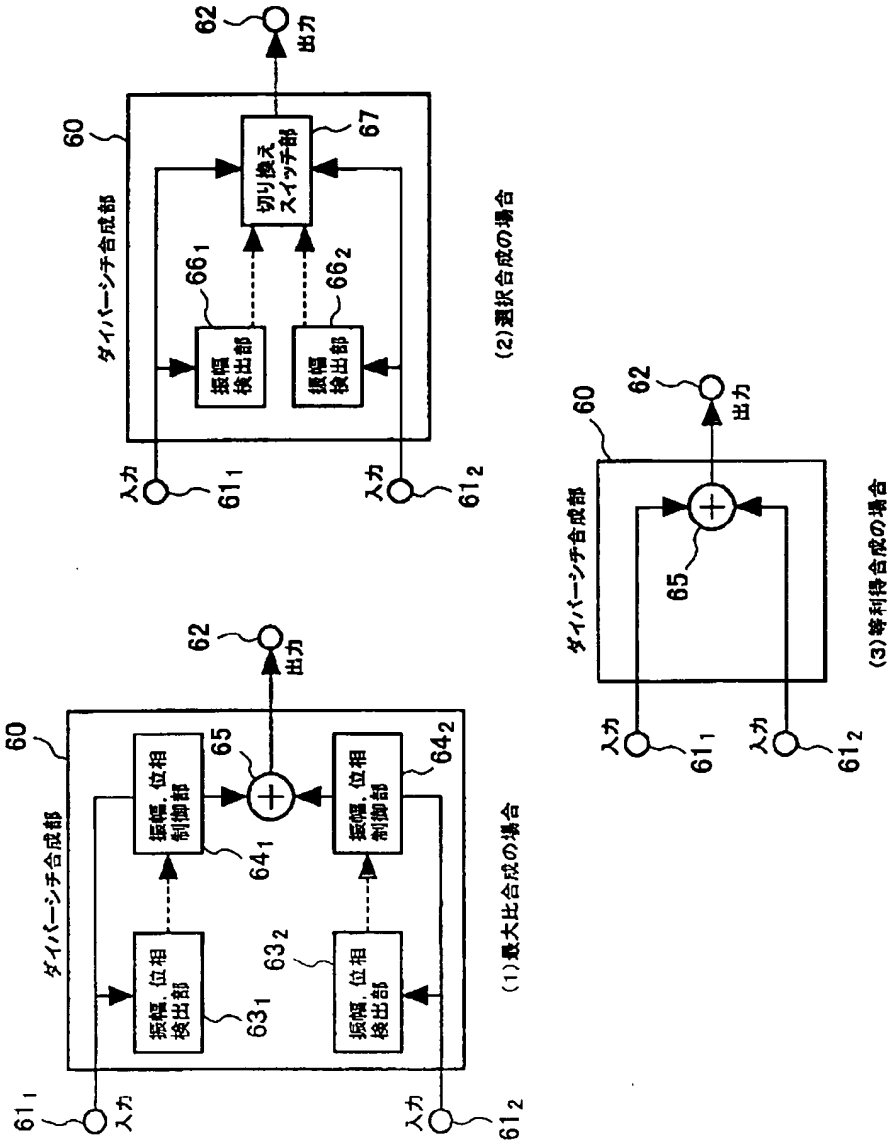 ダイバーシチ合成部
60
61₁
入力
振幅, 位相
検出部
63₁
振幅, 位相
制御部
64₁
65
62
出力
振幅, 位相
検出部
63₂
振幅, 位相
制御部
64₂
入力
61₂
(1)最大比合成の場合
ダイバーシチ合成部
60
入力
61₁
振幅
検出部
66₁
切り換え
スイッチ部
67
62
出力
振幅
検出部
66₂
入力
61₂
(2)選択合成の場合
ダイバーシチ合成部
60
入力
61₁
65
62
出力
入力
61₂
(3)等利得合成の場合